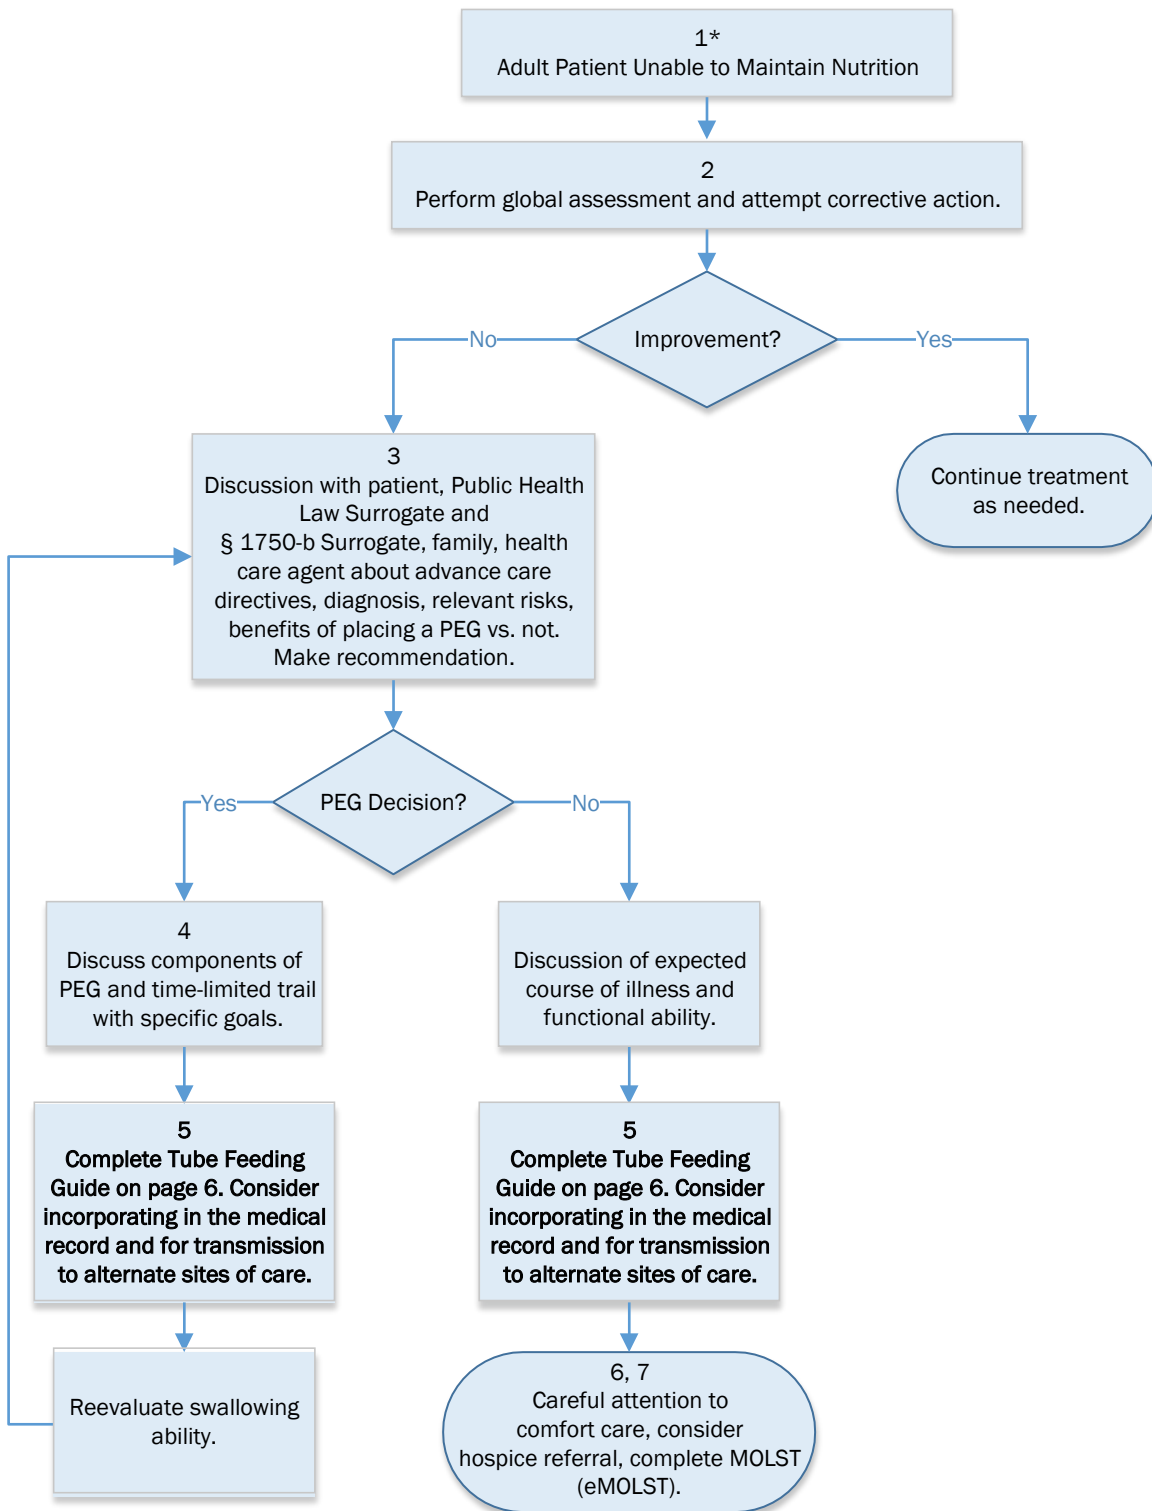 1*
Adult Patient Unable to Maintain Nutrition
2
Perform global assessment and attempt corrective action.
Improvement?
No
Yes
Continue treatment
as needed.
3
Discussion with patient, Public Health
Law Surrogate and
§ 1750-b Surrogate, family, health
care agent about advance care
directives, diagnosis, relevant risks,
benefits of placing a PEG vs. not.
Make recommendation.
PEG Decision?
Yes
No
4
Discuss components of
PEG and time-limited trail
with specific goals.
Discussion of expected
course of illness and
functional ability.
5
Complete Tube Feeding
Guide on page 6. Consider
incorporating in the medical
record and for transmission
to alternate sites of care.
5
Complete Tube Feeding
Guide on page 6. Consider
incorporating in the medical
record and for transmission
to alternate sites of care.
Reevaluate swallowing
ability.
6, 7
Careful attention to
comfort care, consider
hospice referral, complete MOLST
(eMOLST).